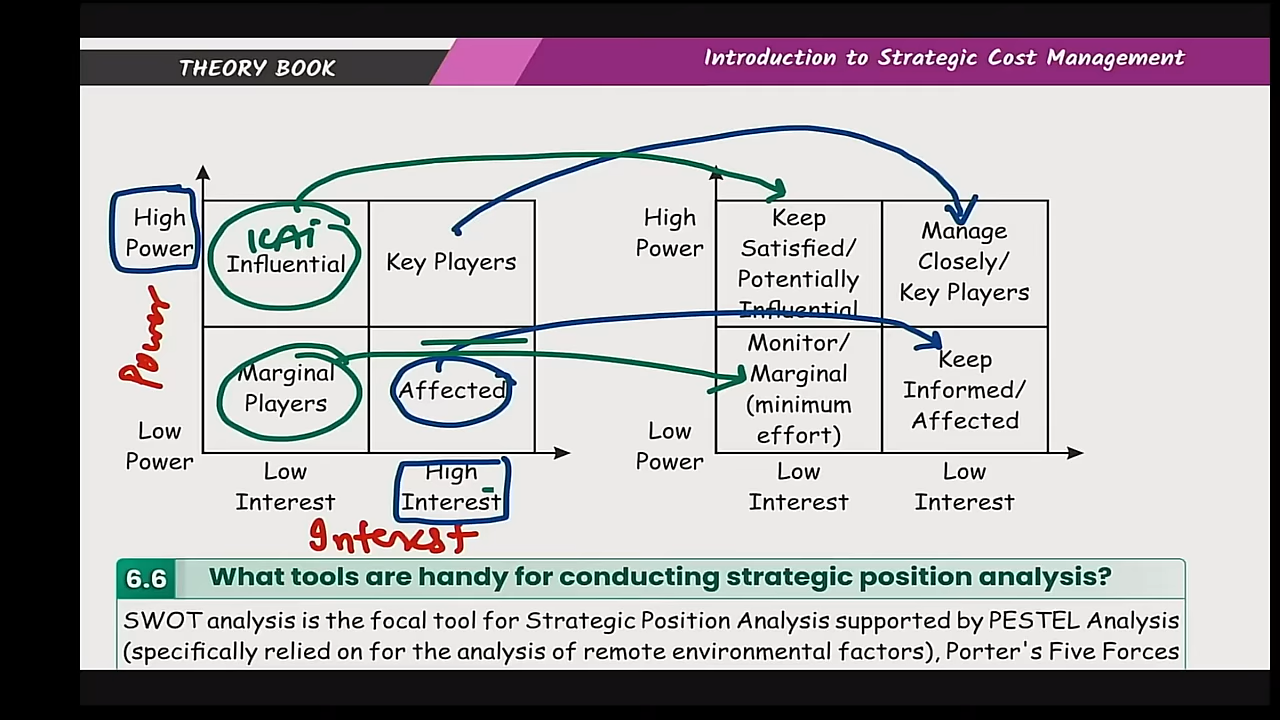 THEORY BOOK
Introduction to Strategic Cost Management
High
Power
ICAi
Influential
Key Players
Power
Marginal
Players
Affected
Low
Power
Low
Interest
High
Interest
Interest
High
Power
Keep
Satisfied/
Potentially
Influential
Manage
Closely/
Key Players
Monitor/
Marginal
(minimum
effort)
Keep
Informed/
Affected
Low
Power
Low
Interest
Low
Interest
6.6 What tools are handy for conducting strategic position analysis?
SWOT analysis is the focal tool for Strategic Position Analysis supported by PESTEL Analysis
(specifically relied on for the analysis of remote environmental factors), Porter's Five Forces